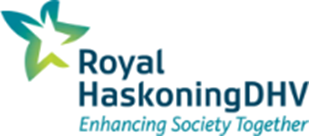 Royal
HaskoningDHV
Enhancing Society Together